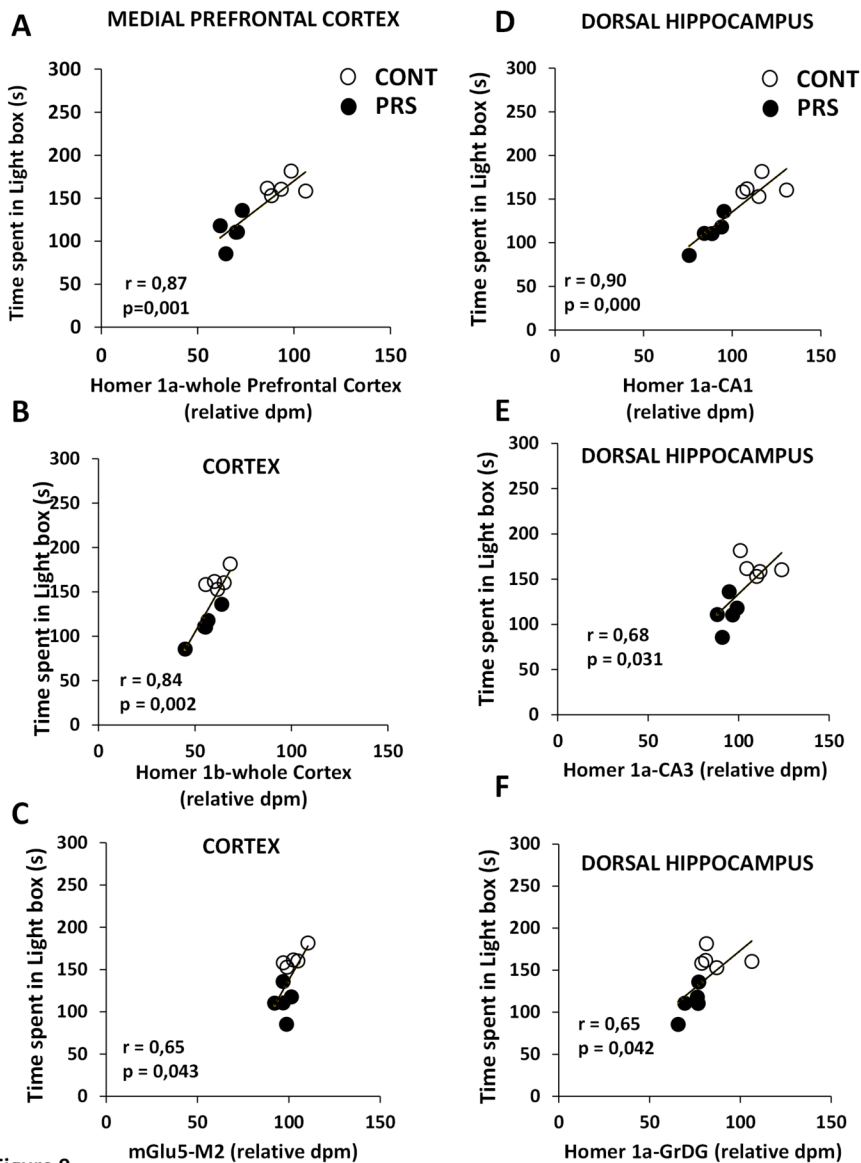 A
MEDIAL PREFRONTAL CORTEX
Time spent in Light box (s)
300
250
200
150
100
50
0
CONT
PRS
r = 0,87
p=0,001
0 50 100 150
Homer 1a-whole Prefrontal Cortex
(relative dpm)
B
CORTEX
Time spent in Light box (s)
300
250
200
150
100
50
0
r = 0,84
p = 0,002
0 50 100 150
Homer 1b-whole Cortex
(relative dpm)
C
CORTEX
Time spent in Light box (s)
300
250
200
150
100
50
0
r = 0,65
p = 0,043
0 50 100 150
mGlu5-M2 (relative dpm)
D
DORSAL HIPPOCAMPUS
Time spent in Light box (s)
300
250
200
150
100
50
0
CONT
PRS
r = 0,90
p = 0,000
0 50 100 150
Homer 1a-CA1
(relative dpm)
E
DORSAL HIPPOCAMPUS
Time spent in Light box (s)
300
250
200
150
100
50
0
r = 0,68
p = 0,031
0 50 100 150
Homer 1a-CA3 (relative dpm)
F
DORSAL HIPPOCAMPUS
Time spent in Light box (s)
300
250
200
150
100
50
0
r = 0,65
p = 0,042
0 50 100 150
Homer 1a-GrDG (relative dpm)